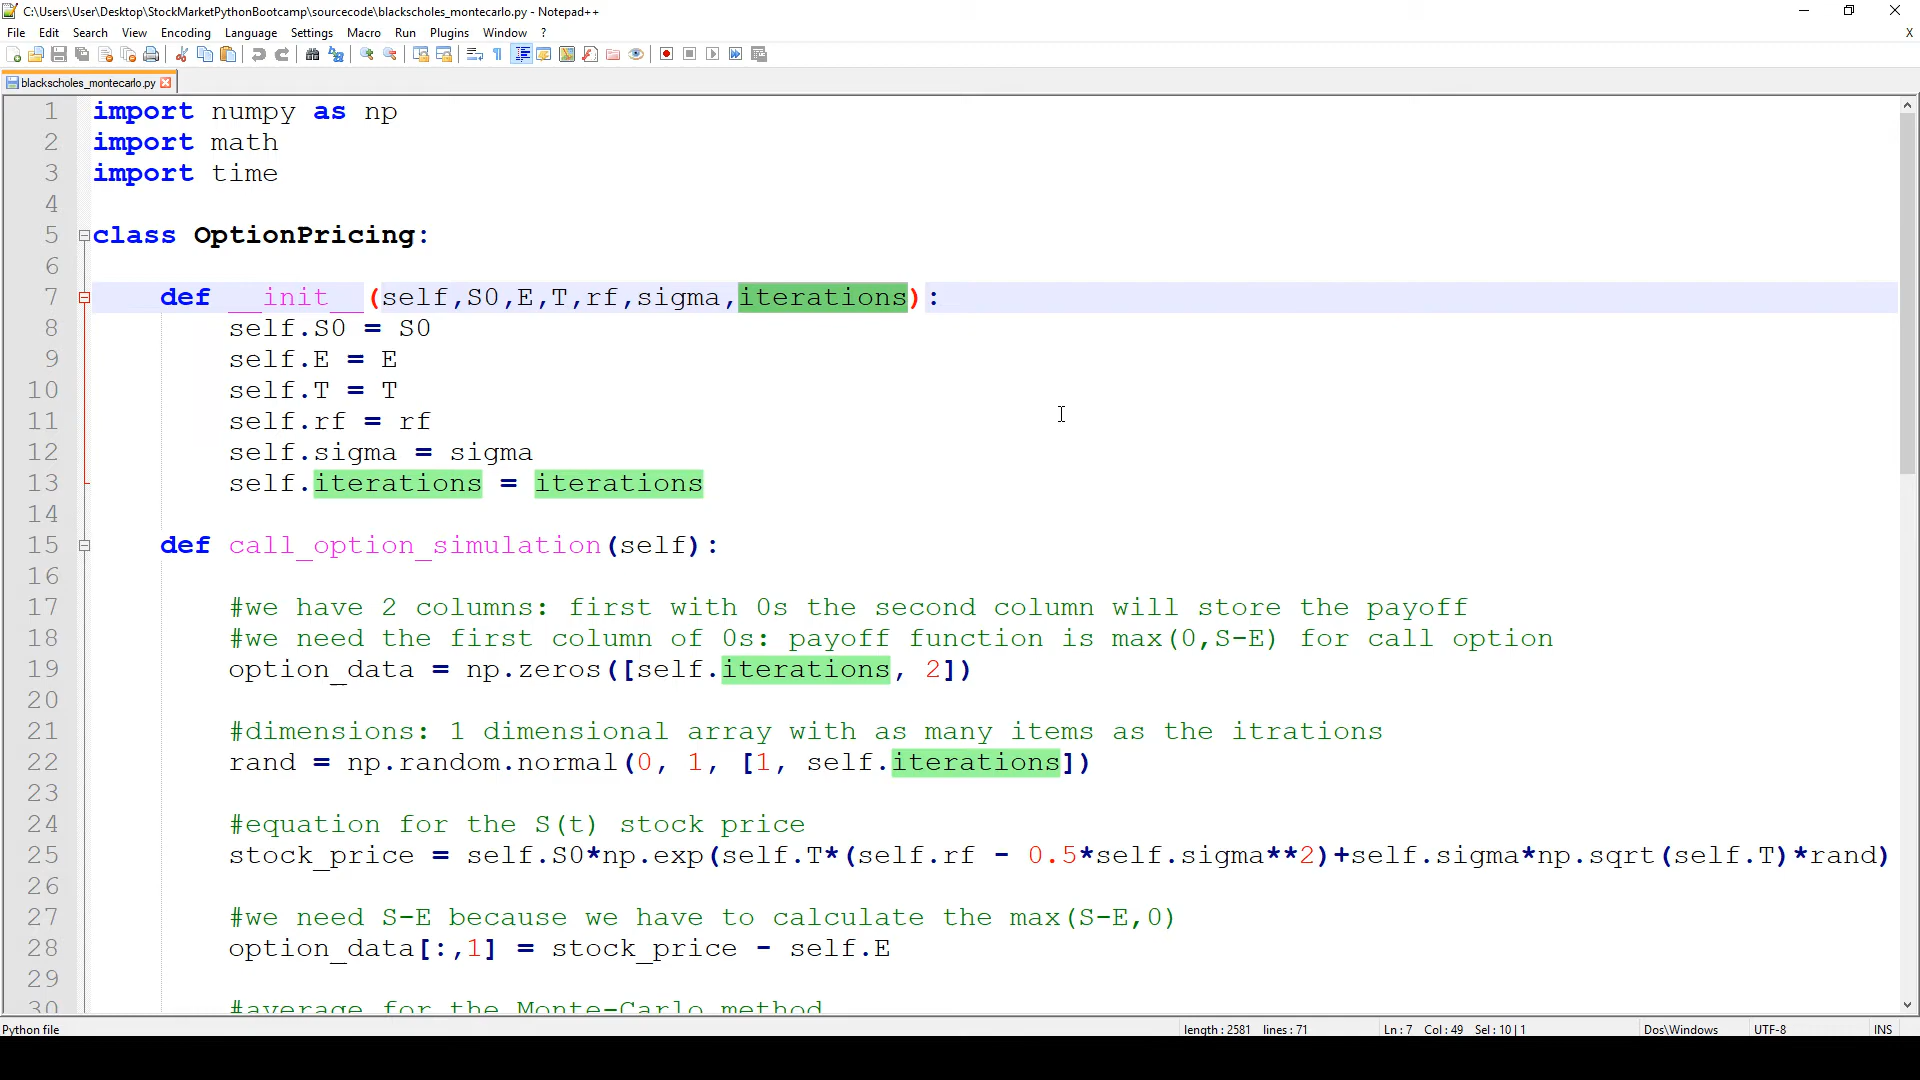 C:\Users\User\Desktop\StockMarketPythonBootcamp\sourcecode\blackscholes_montecarlo.py - Notepad++
File Edit Search View Encoding Language Settings Macro Run Plugins Window ? X
blackscholes_montecarlo.py
1 import numpy as np
2 import math
3 import time
4
5 class OptionPricing:
6
7 def __init__(self,S0,E,T,rf,sigma,iterations):
8 self.S0 = S0
9 self.E = E
10 self.T = T
11 self.rf = rf
12 self.sigma = sigma
13 self.iterations = iterations
14
15 def call_option_simulation(self):
16
17 #we have 2 columns: first with 0s the second column will store the payoff
18 #we need the first column of 0s: payoff function is max(0,S-E) for call option
19 option_data = np.zeros([self.iterations, 2])
20
21 #dimensions: 1 dimensional array with as many items as the itrations
22 rand = np.random.normal(0, 1, [1, self.iterations])
23
24 #equation for the S(t) stock price
25 stock_price = self.S0*np.exp(self.T*(self.rf - 0.5*self.sigma**2)+self.sigma*np.sqrt(self.T)*rand)
26
27 #we need S-E because we have to calculate the max(S-E,0)
28 option_data[:,1] = stock_price - self.E
29
30 #average for the Monte-Carlo method
Python file length : 2581 lines : 71 Ln : 7 Col : 49 Sel : 10 | 1 Dos\Windows UTF-8 INS